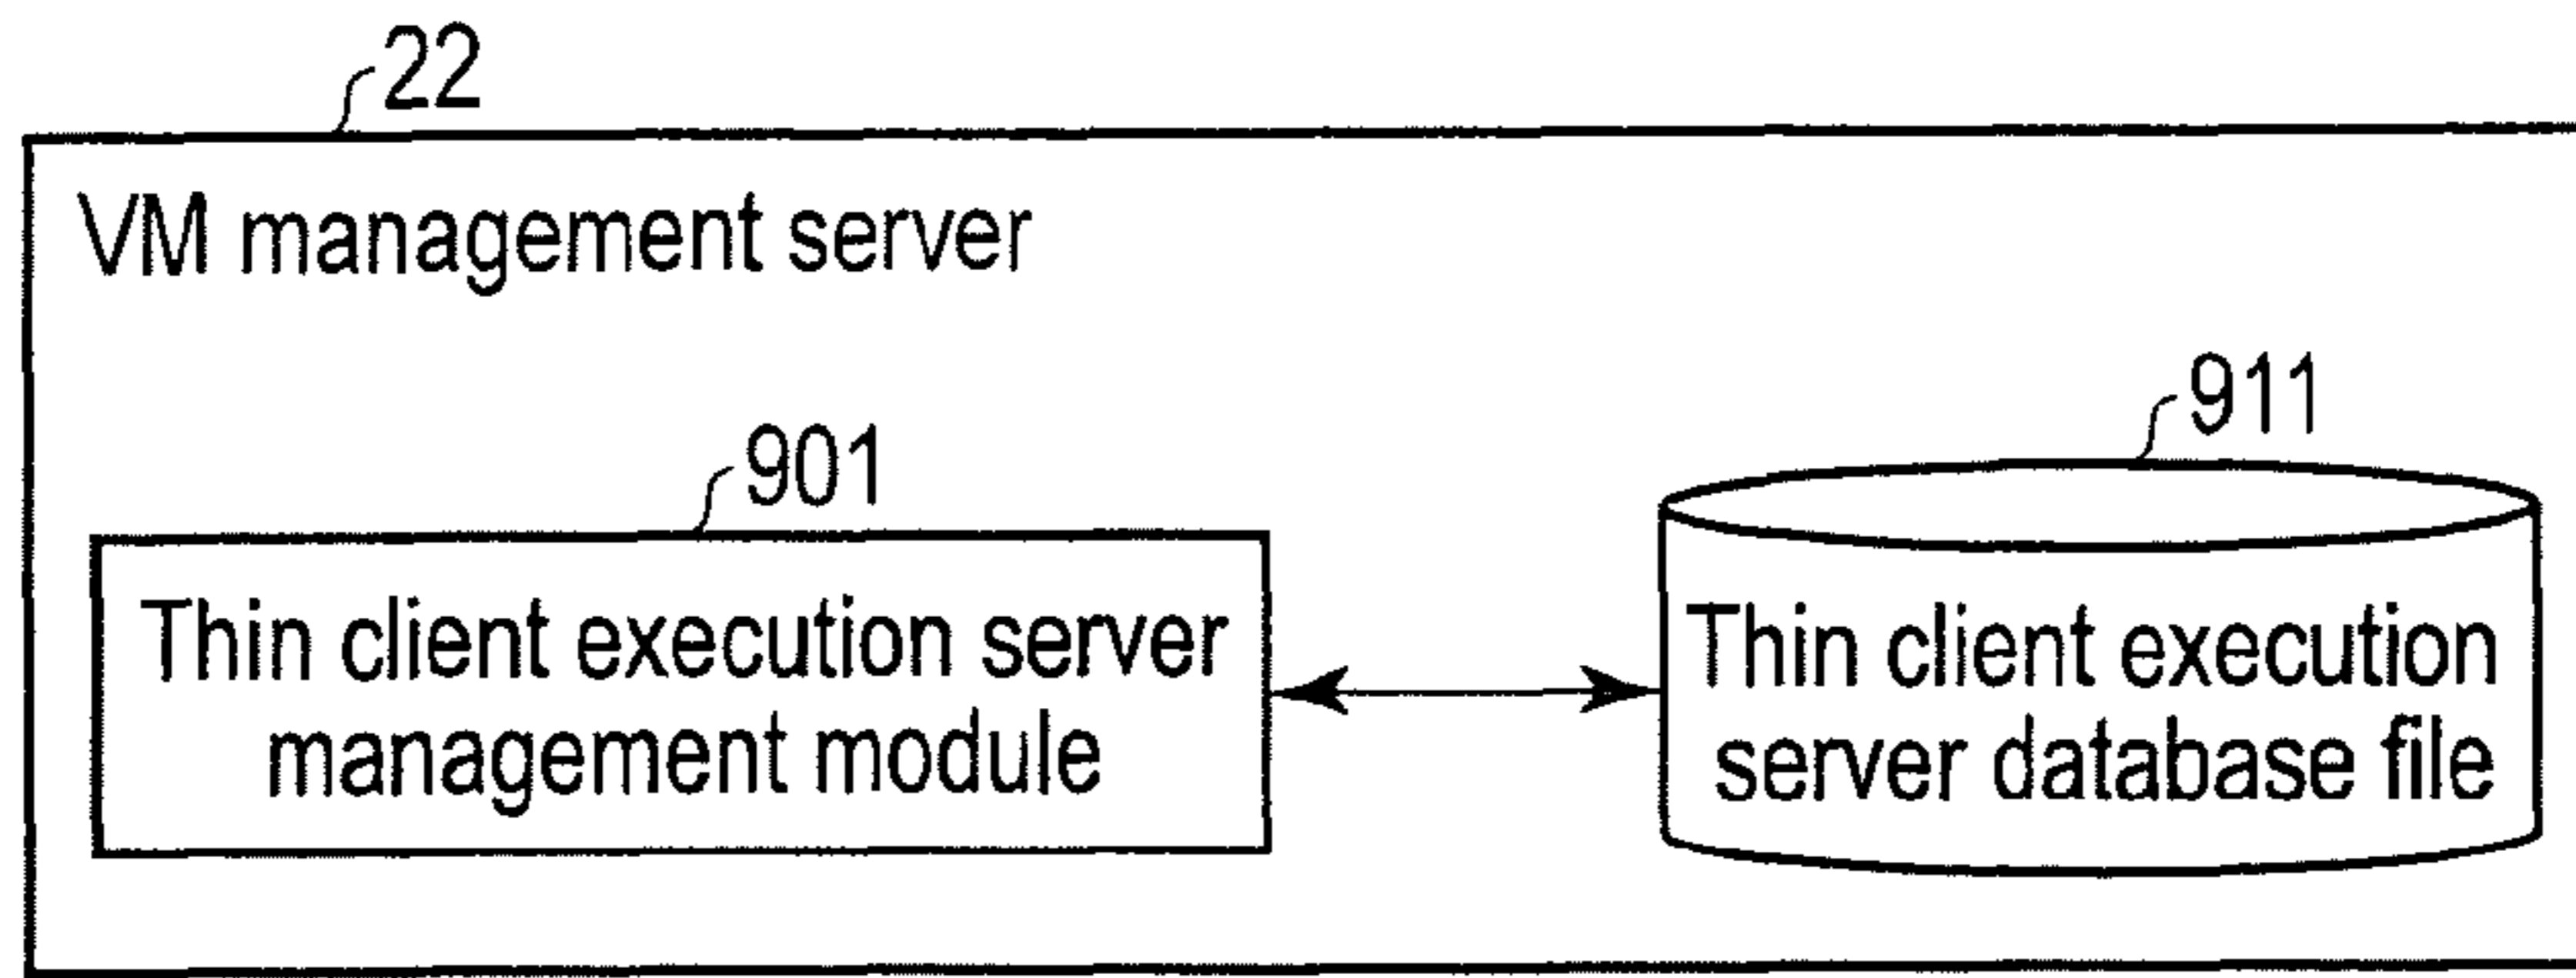 22
VM management server
901
911
Thin client execution server
management module
Thin client execution
server database file